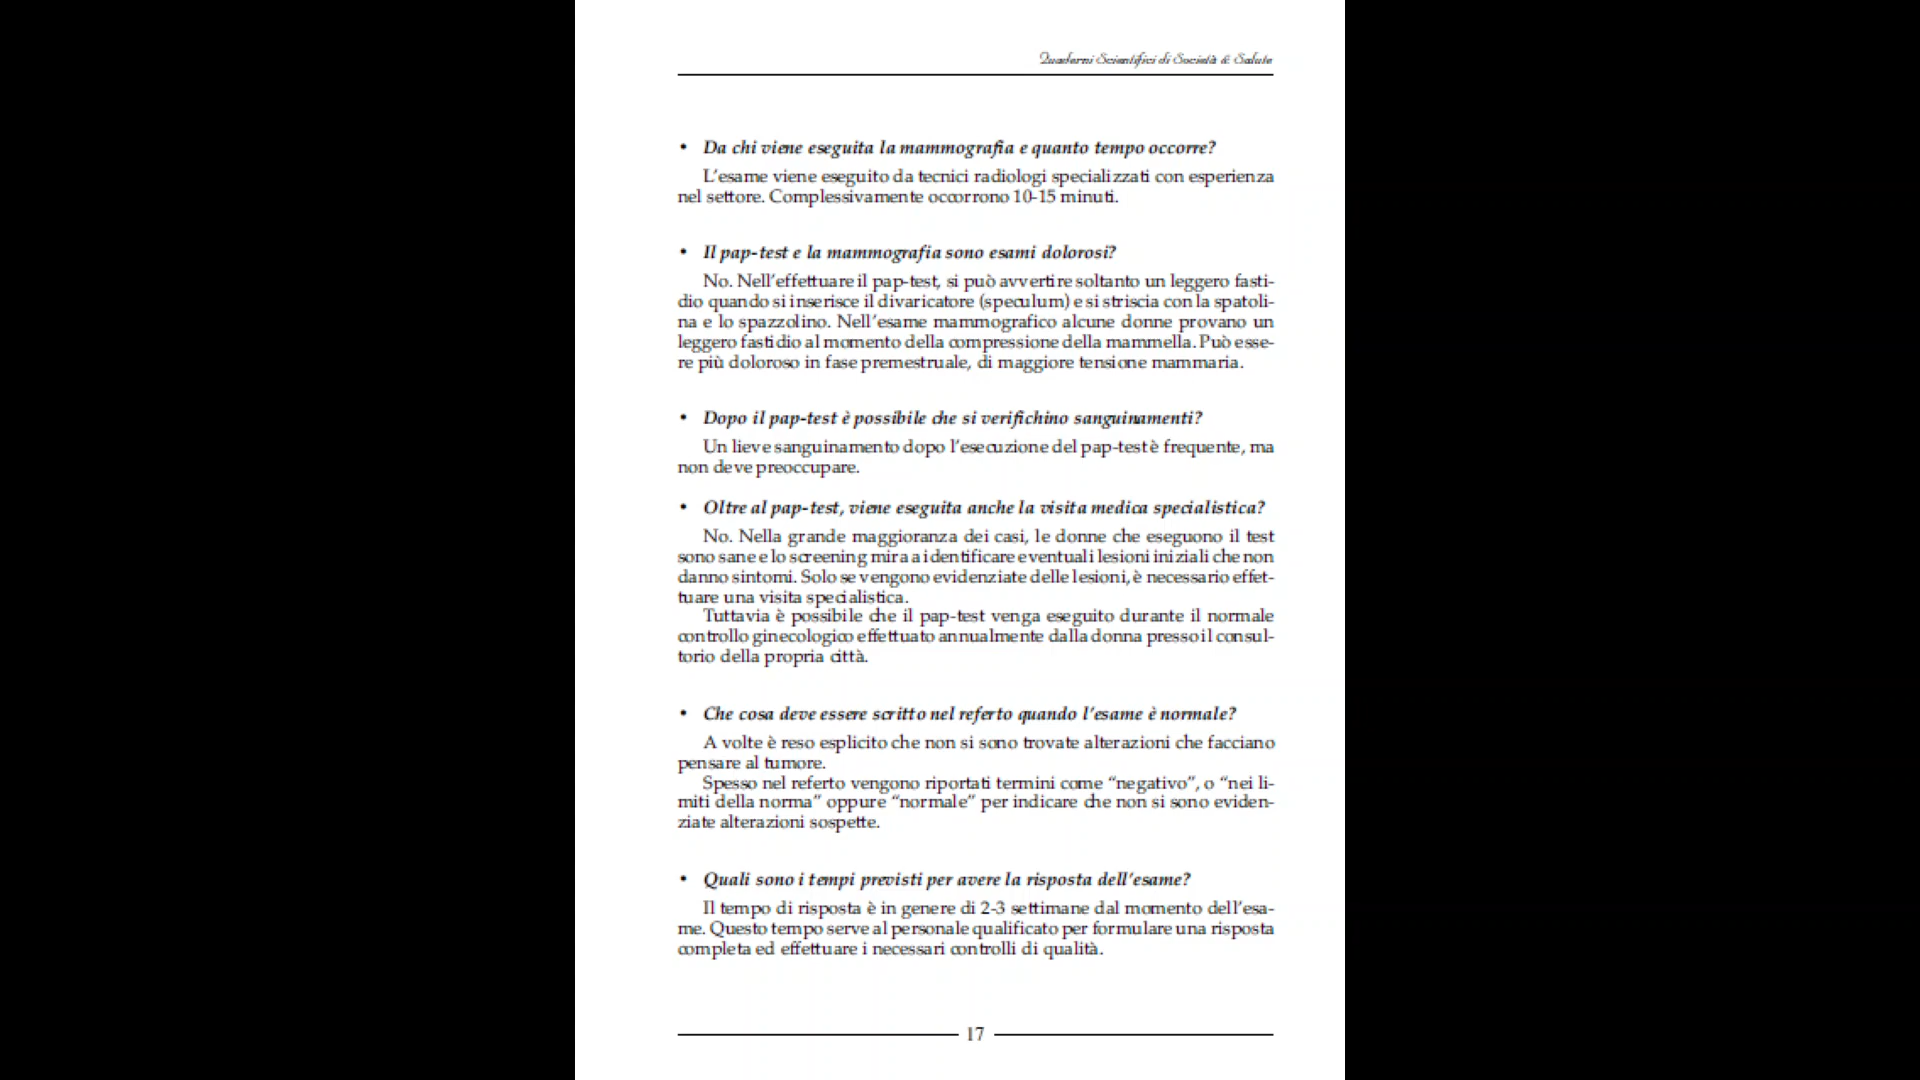 Quaderni Scientifici di Società & Salute
• Da chi viene eseguita la mammografia e quanto tempo occorre?
L'esame viene eseguito da tecnici radiologi specializzati con esperienza
nel settore. Complessivamente occorrono 10-15 minuti.
• Il pap-test e la mammografia sono esami dolorosi?
No. Nell'effettuare il pap-test, si può avvertire soltanto un leggero fasti-
dio quando si inserisce il divaricatore (speculum) e si striscia con la spatoli-
na e lo spazzolino. Nell'esame mammografico alcune donne provano un
leggero fastidio al momento della compressione della mammella. Può esse-
re più doloroso in fase premestruale, di maggiore tensione mammaria.
• Dopo il pap-test è possibile che si verifichino sanguinamenti?
Un lieve sanguinamento dopo l'esecuzione del pap-test è frequente, ma
non deve preoccupare.
• Oltre al pap-test, viene eseguita anche la visita medica specialistica?
No. Nella grande maggioranza dei casi, le donne che eseguono il test
sono sane e lo screening mira a identificare eventuali lesioni iniziali che non
danno sintomi. Solo se vengono evidenziate delle lesioni, è necessario effet-
tuare una visita specialistica.
Tuttavia è possibile che il pap-test venga eseguito durante il normale
controllo ginecologico effettuato annualmente dalla donna presso il consul-
torio della propria città.
• Che cosa deve essere scritto nel referto quando l'esame è normale?
A volte è reso esplicito che non si sono trovate alterazioni che facciano
pensare al tumore.
Spesso nel referto vengono riportati termini come “negativo”, o “nei li-
miti della norma” oppure “normale” per indicare che non si sono eviden-
ziate alterazioni sospette.
• Quali sono i tempi previsti per avere la risposta dell'esame?
Il tempo di risposta è in genere di 2-3 settimane dal momento dell'esa-
me. Questo tempo serve al personale qualificato per formulare una risposta
completa ed effettuare i necessari controlli di qualità.
17